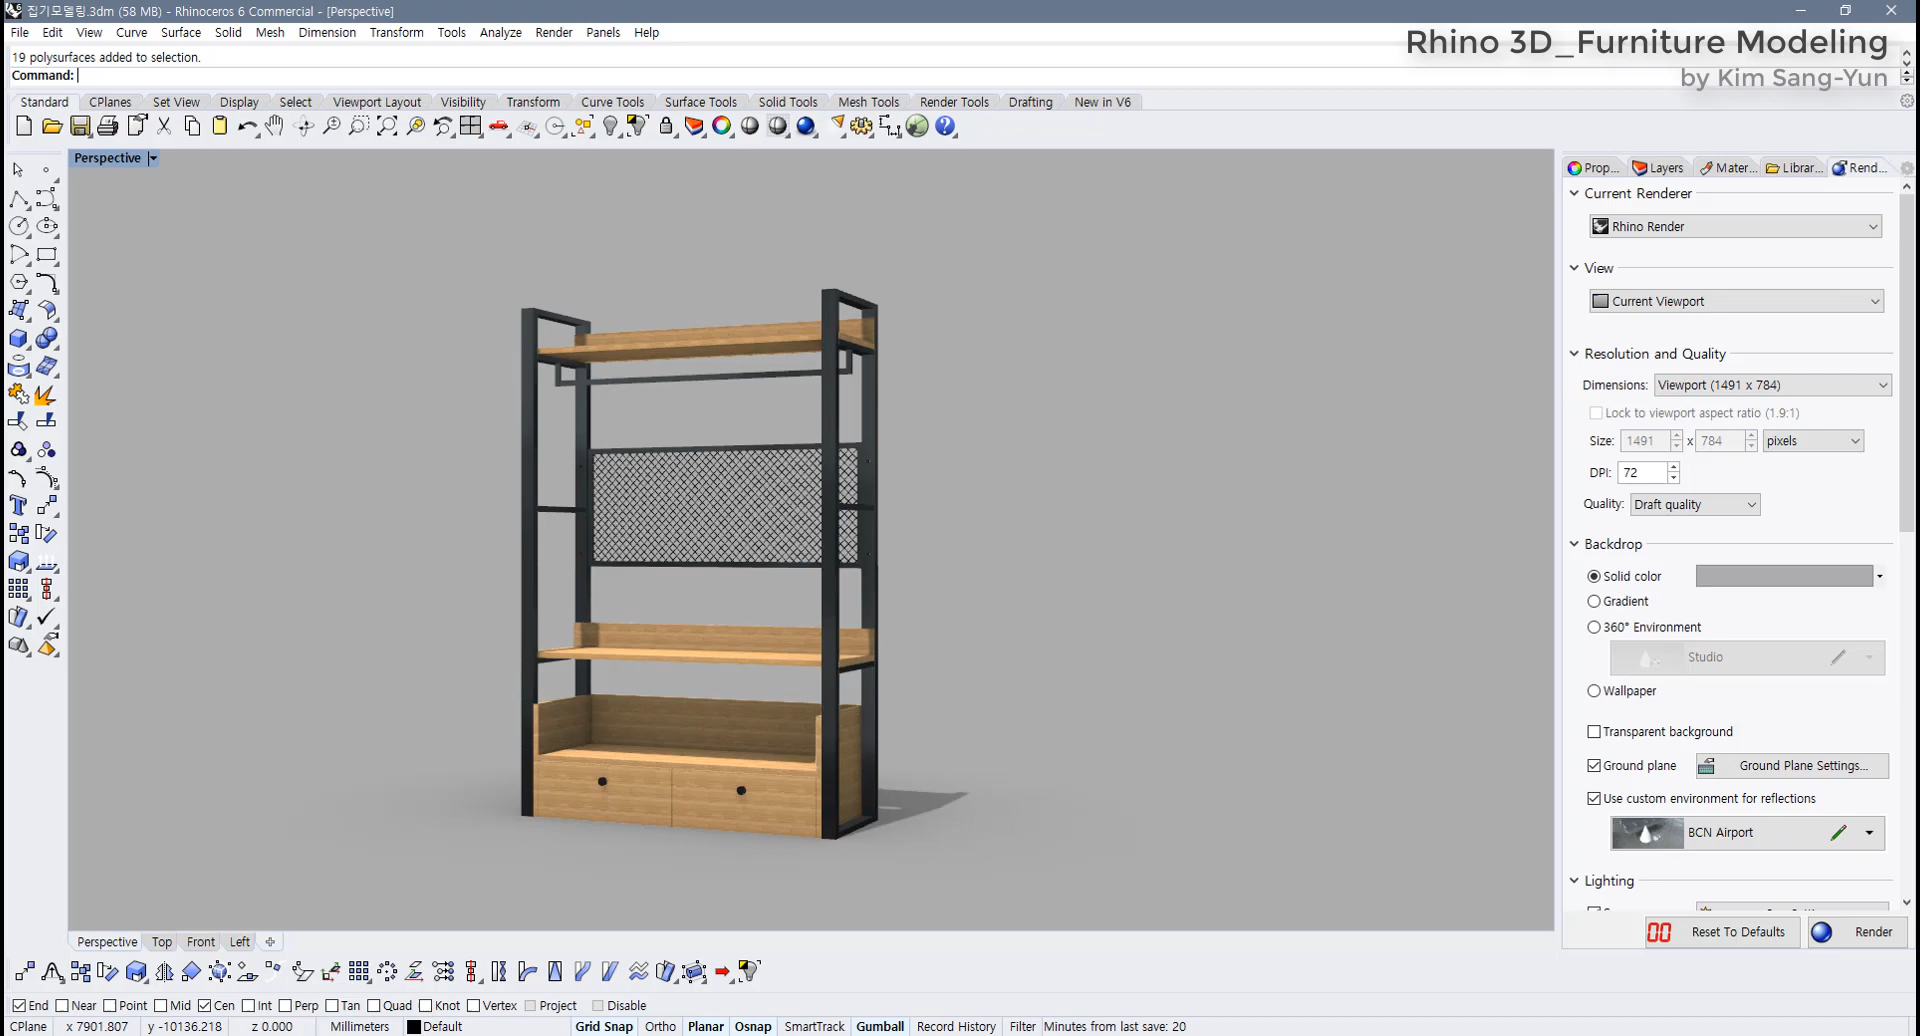 집기모델링.3dm (58 MB) - Rhinoceros 6 Commercial - [Perspective]
File Edit View Curve Surface Solid Mesh Dimension Transform Tools Analyze Render Panels Help
Rhino 3D_Furniture Modeling
by Kim Sang-Yun
19 polysurfaces added to selection.
Command:
Standard CPlanes Set View Display Select Viewport Layout Visibility Transform Curve Tools Surface Tools Solid Tools Mesh Tools Render Tools Drafting New in V6
Perspective
Prop... Layers Mater... Librar... Rend...
Current Renderer
Rhino Render
View
Current Viewport
Resolution and Quality
Dimensions: Viewport (1491 x 784)
Lock to viewport aspect ratio (1.9:1)
Size: 1491 x 784 pixels
DPI: 72
Quality: Draft quality
Backdrop
Solid color
Gradient
360° Environment
Studio
Wallpaper
Transparent background
Ground plane Ground Plane Settings...
Use custom environment for reflections
BCN Airport
Lighting
Reset To Defaults Render
Perspective Top Front Left
End Near Point Mid Cen Int Perp Tan Quad Knot Vertex Project Disable
CPlane x 7901.807 y -10136.218 z 0.000 Millimeters Default Grid Snap Ortho Planar Osnap SmartTrack Gumball Record History Filter Minutes from last save: 20